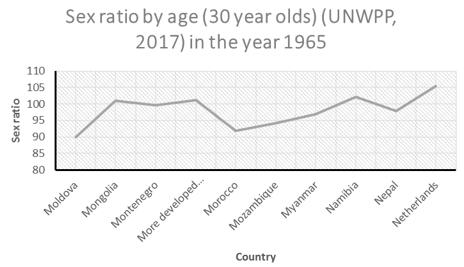 Sex ratio by age (30 year olds) (UNWPP,
2017) in the year 1965
110
105
100
95
90
85
80
Sex ratio
Moldova
Mongolia
Montenegro
More developed...
Morocco
Mozambique
Myanmar
Namibia
Nepal
Netherlands
Country